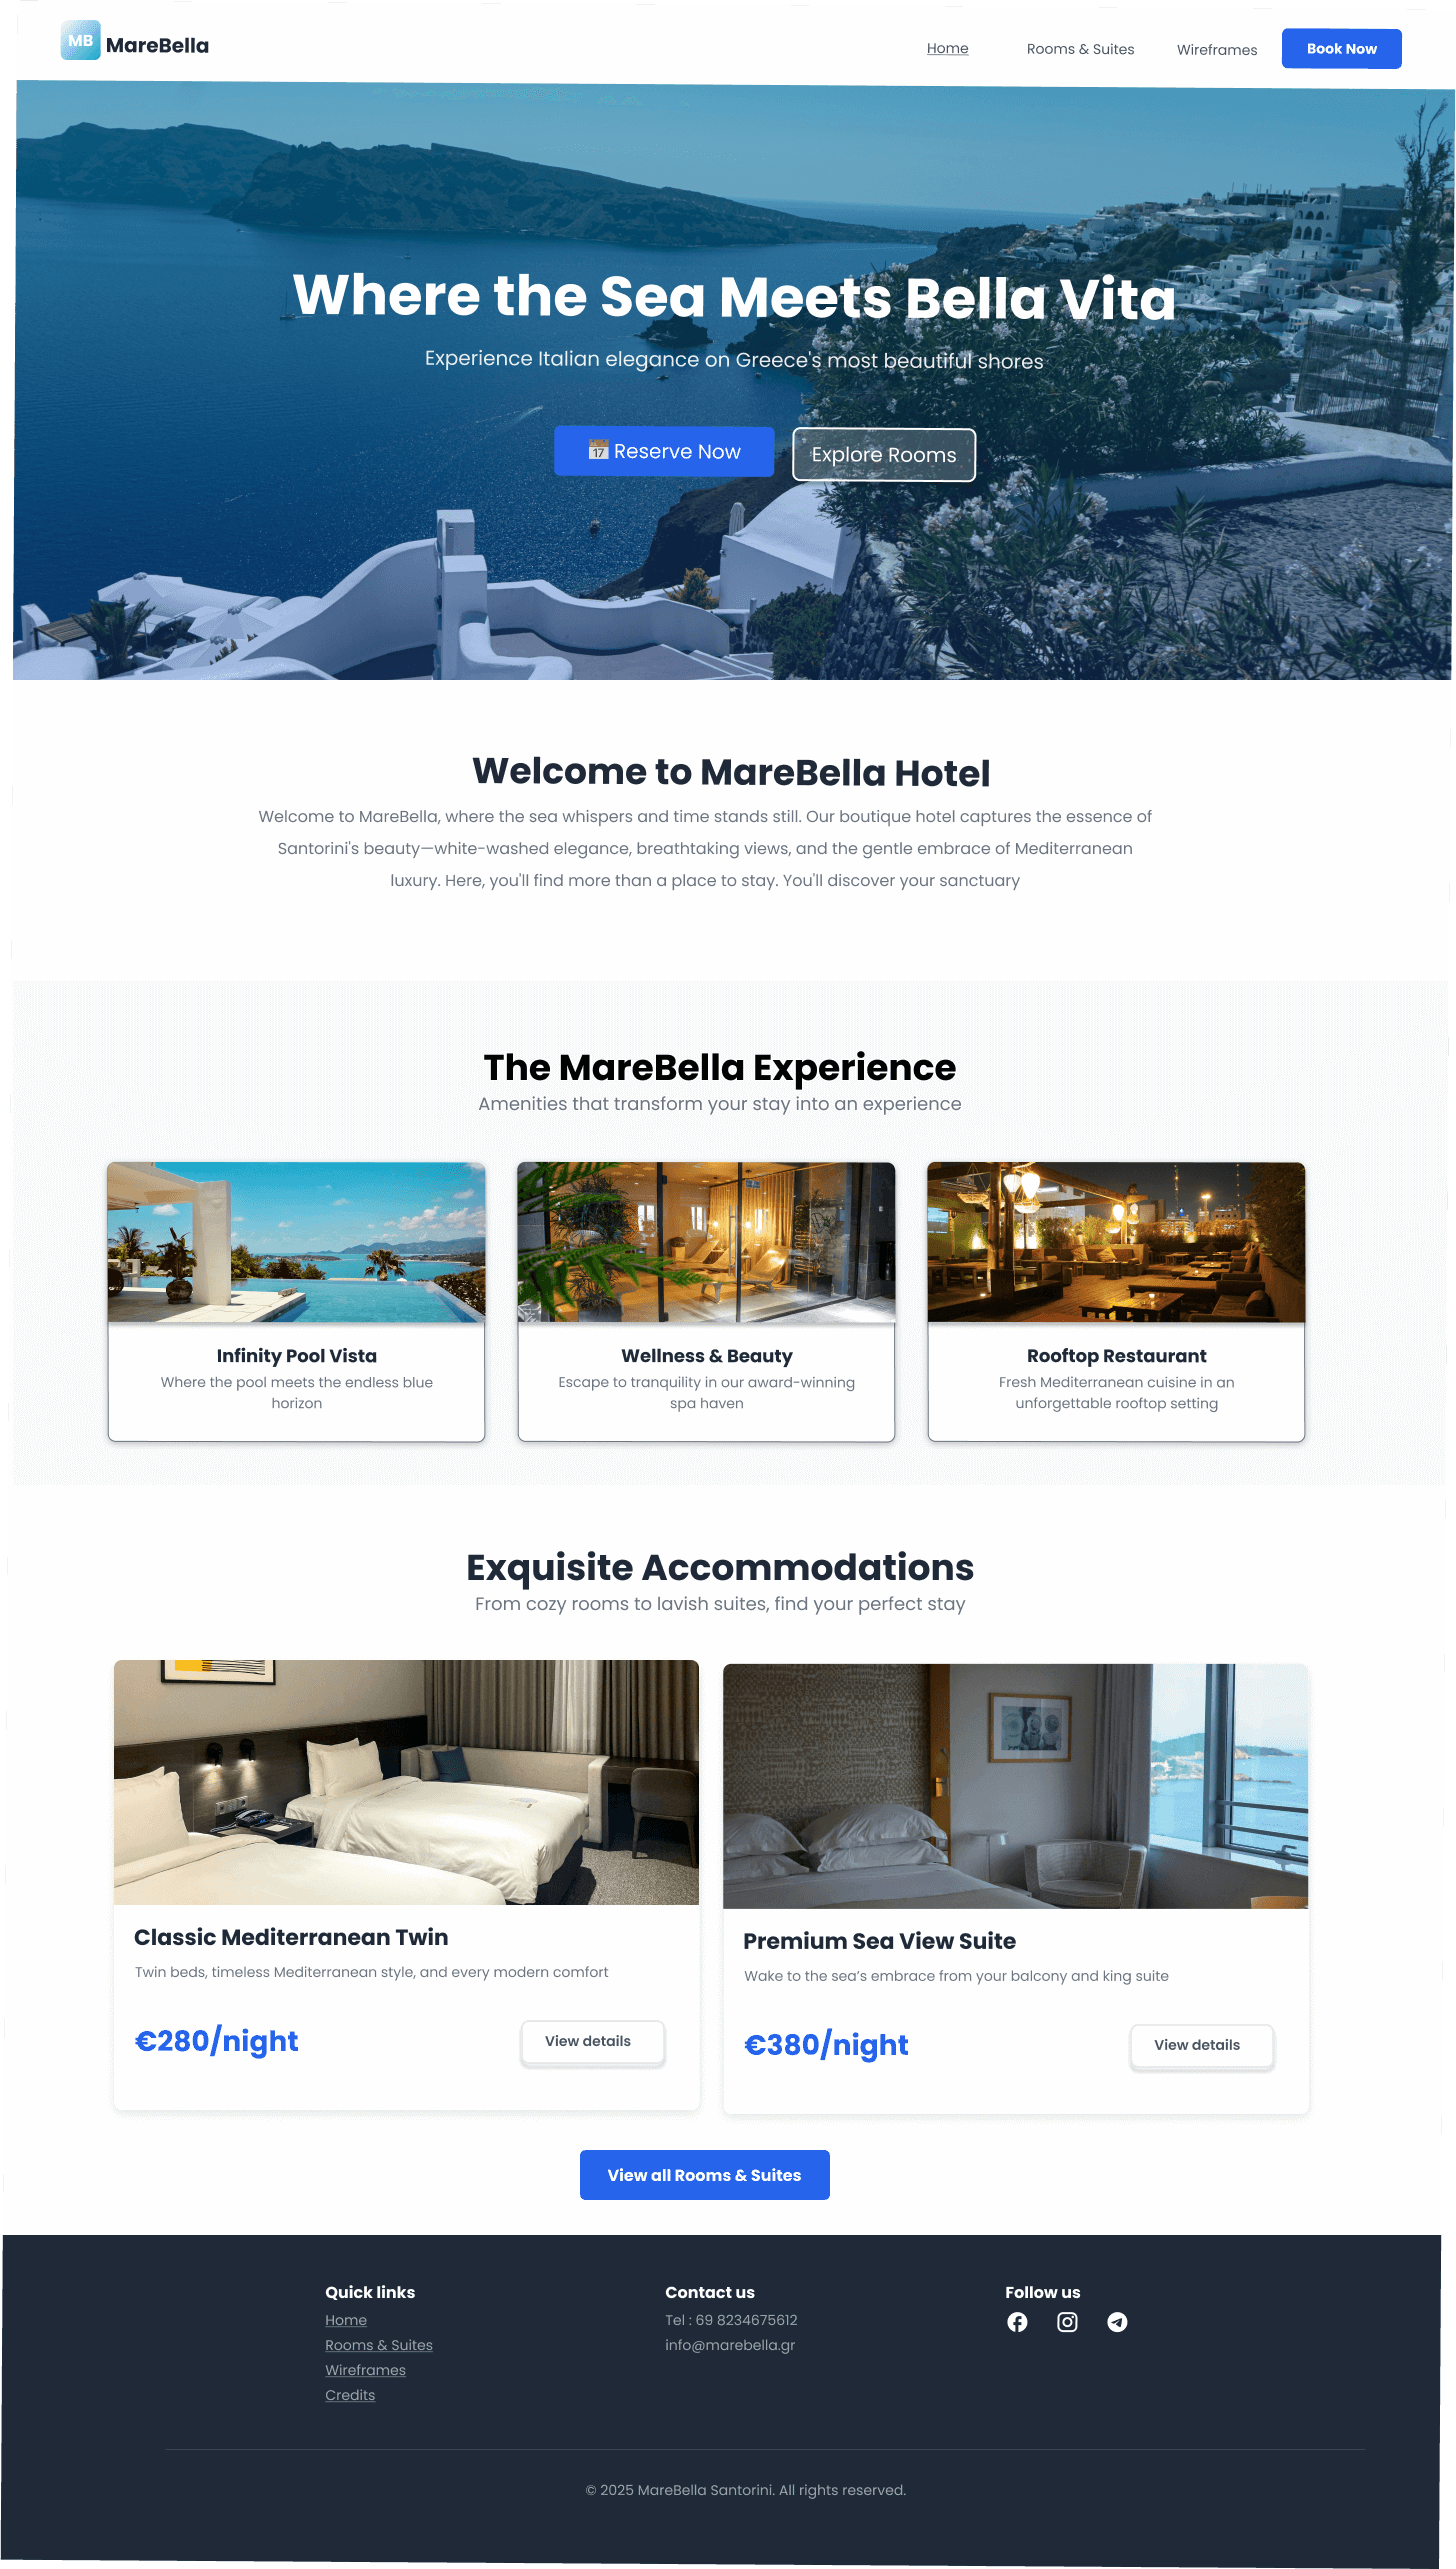 MB MareBella
Home Rooms & Suites Wireframes Book Now
Where the Sea Meets Bella Vita
Experience Italian elegance on Greece's most beautiful shores
17 Reserve Now Explore Rooms
Welcome to MareBella Hotel
Welcome to MareBella, where the sea whispers and time stands still. Our boutique hotel captures the essence of
Santorini's beauty—white-washed elegance, breathtaking views, and the gentle embrace of Mediterranean
luxury. Here, you'll find more than a place to stay. You'll discover your sanctuary
The MareBella Experience
Amenities that transform your stay into an experience
Infinity Pool Vista
Where the pool meets the endless blue
horizon
Wellness & Beauty
Escape to tranquility in our award-winning
spa haven
Rooftop Restaurant
Fresh Mediterranean cuisine in an
unforgettable rooftop setting
Exquisite Accommodations
From cozy rooms to lavish suites, find your perfect stay
Classic Mediterranean Twin
Twin beds, timeless Mediterranean style, and every modern comfort
€280/night View details
Premium Sea View Suite
Wake to the sea’s embrace from your balcony and king suite
€380/night View details
View all Rooms & Suites
Quick links
Home
Rooms & Suites
Wireframes
Credits
Contact us
Tel : 69 8234675612
info@marebella.gr
Follow us
© 2025 MareBella Santorini. All rights reserved.